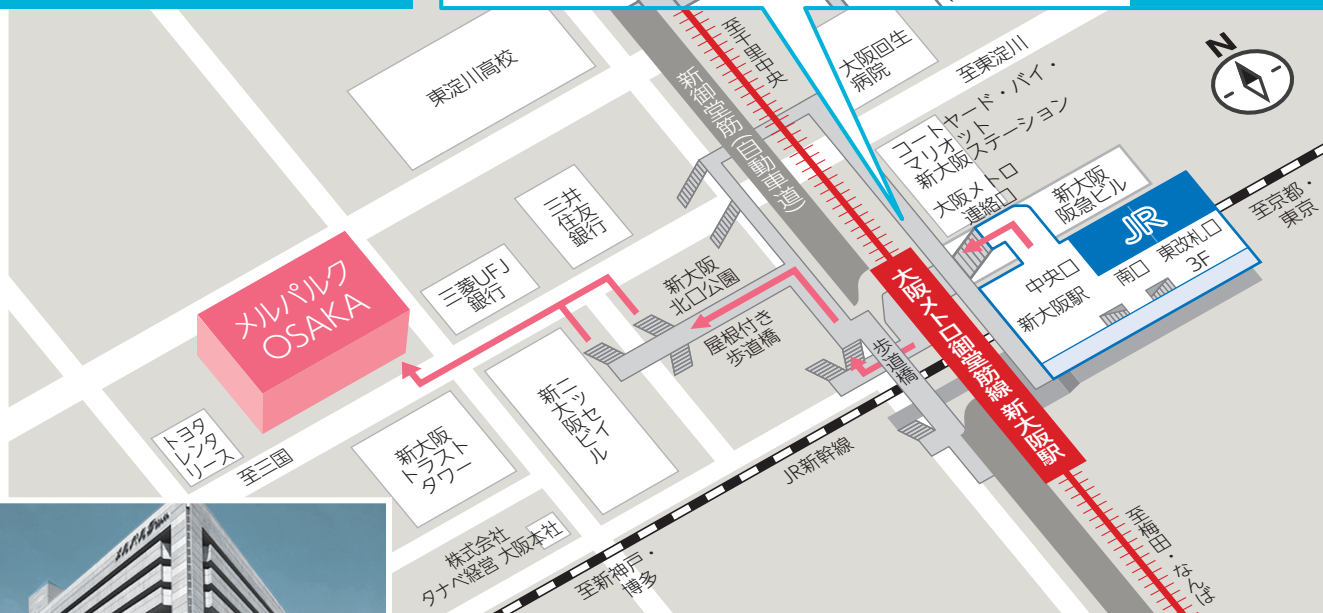 東淀川高校
至千里中央
大阪回生
病院
至東淀川
N
新御堂筋(自動車道)
コートヤード・バイ・
マリオット
新大阪ステーション
大阪メトロ
連絡口
新大阪
阪急ビル
JR
至京都・
東京
中央口
新大阪駅
南口
東改札口
3F
三井
住友
銀行
三菱UFJ
銀行
新大阪
北口公園
屋根付き
歩道橋
歩道橋
大阪メトロ御堂筋線 新大阪駅
メルパルク
OSAKA
トヨタ
レンタ
リース
至三国
新大阪
トラスト
タワー
ニッセイ
新大阪ビル
JR新幹線
株式会社
タナベ経営 大阪本社
至新神戸・
博多
至梅田・なんば
メルパルク